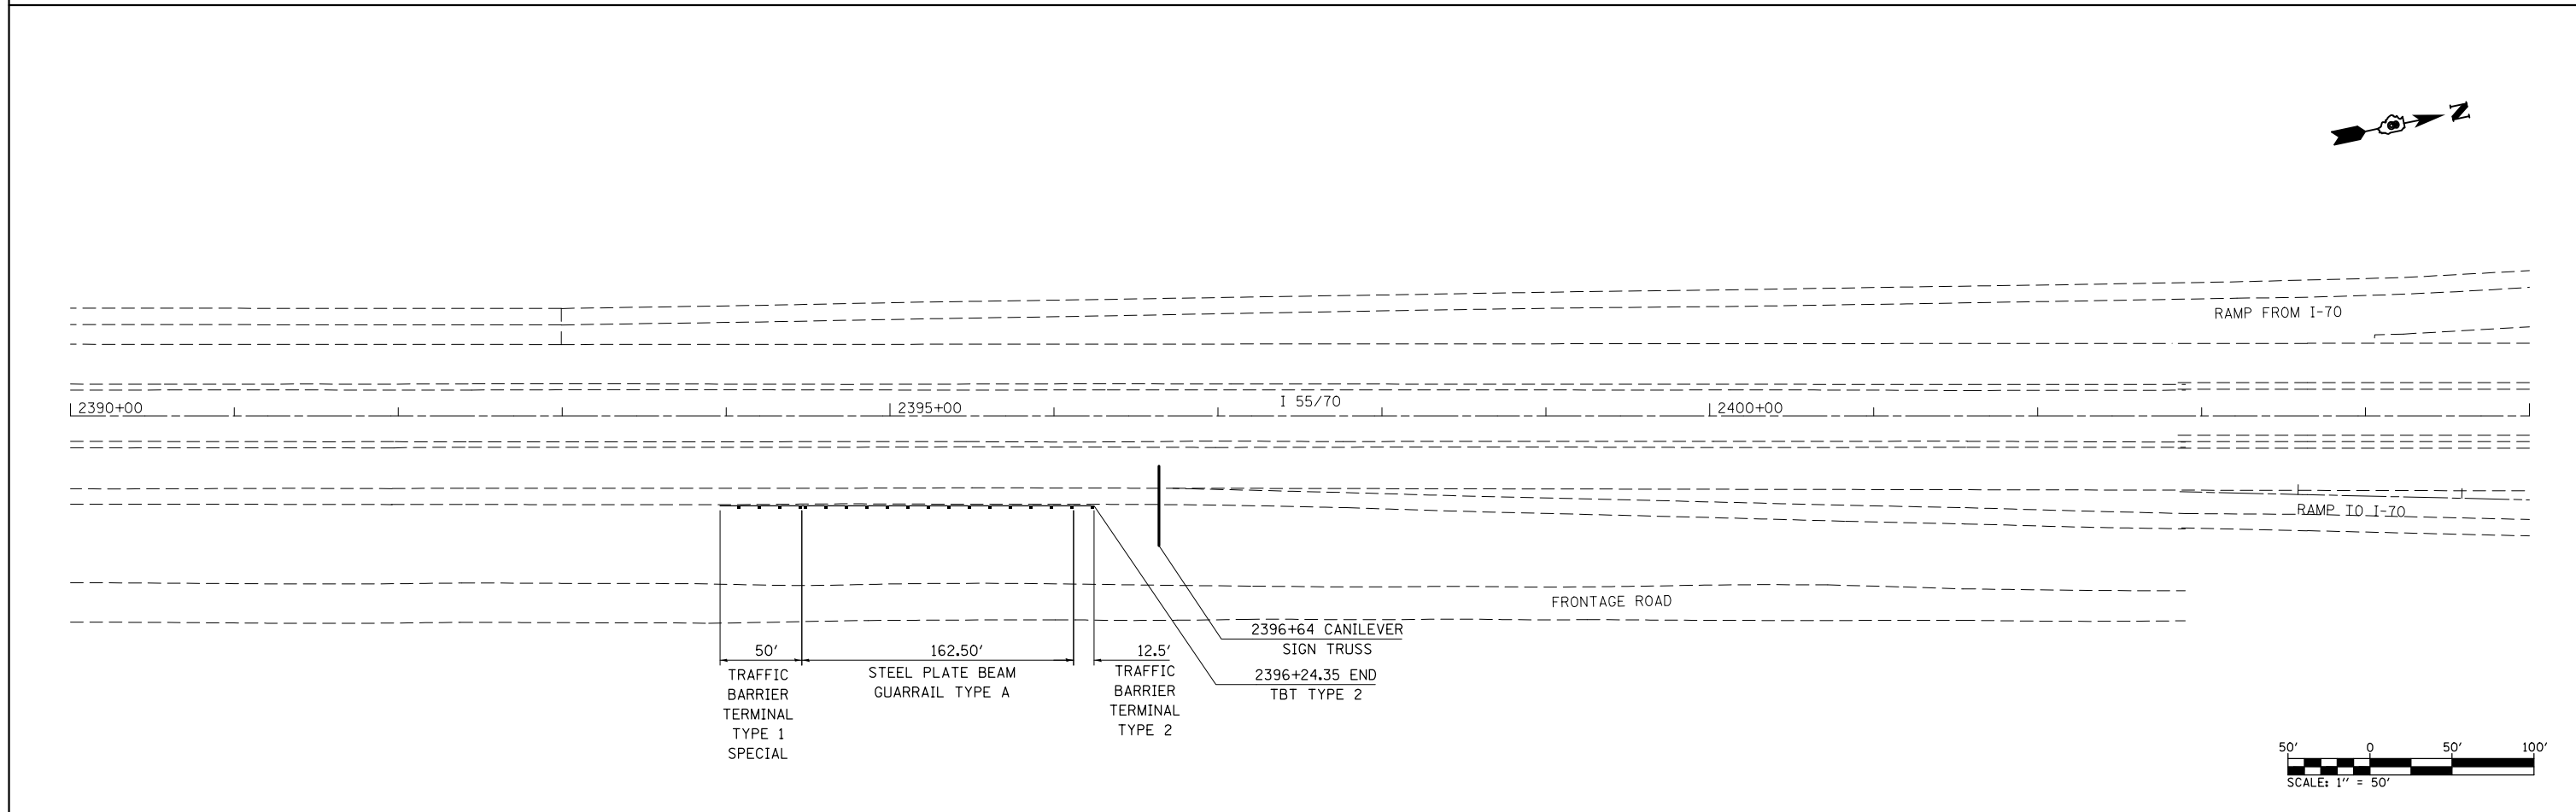 N
RAMP FROM I-70
2390+00
2395+00
I 55/70
2400+00
RAMP TO I-70
FRONTAGE ROAD
2396+64 CANILEVER
SIGN TRUSS
2396+24.35 END
TBT TYPE 2
50'
TRAFFIC
BARRIER
TERMINAL
TYPE 1
SPECIAL
162.50'
STEEL PLATE BEAM
GUARRAIL TYPE A
12.5'
TRAFFIC
BARRIER
TERMINAL
TYPE 2
50' 0 50' 100'
SCALE: 1" = 50'